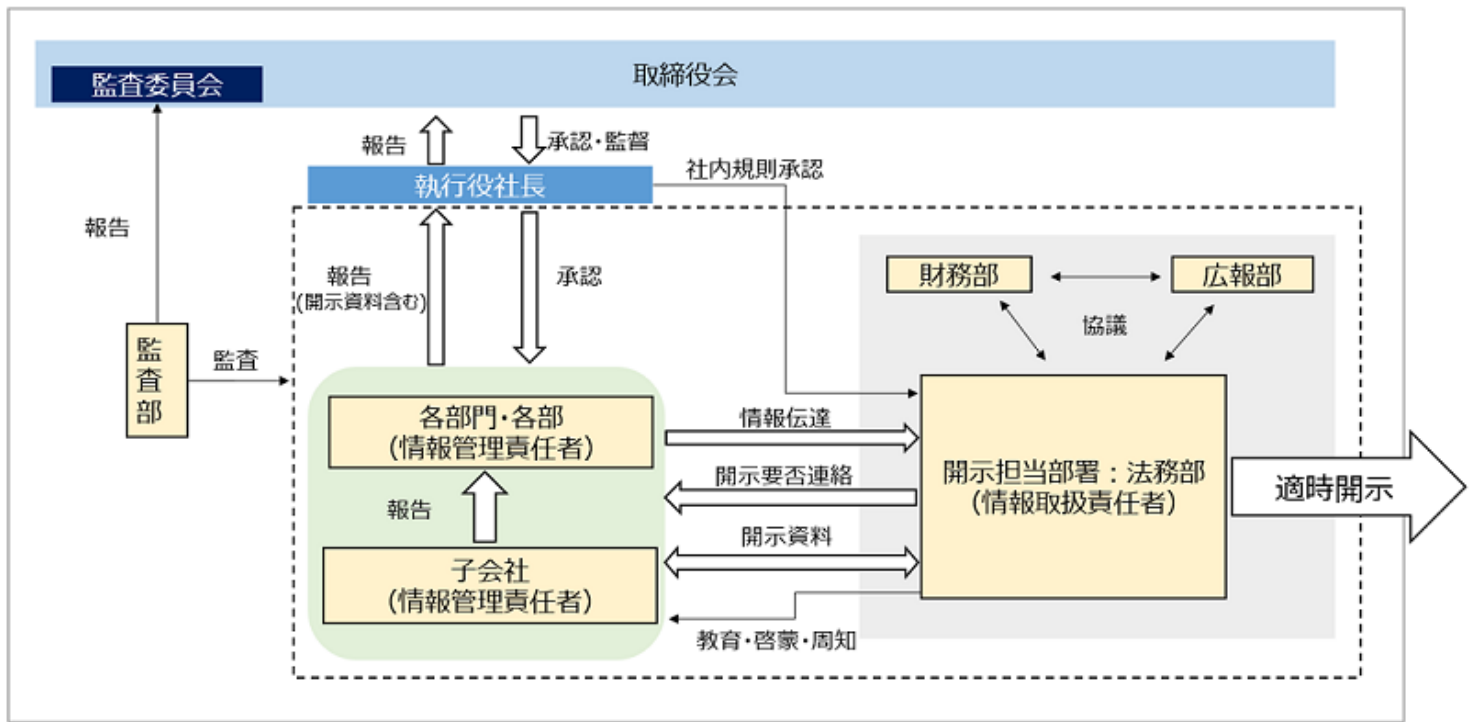 取締役会
監査委員会
報告
承認・監督
社内規則承認
執行役社長
報告
報告
(開示資料含む)
承認
財務部
広報部
協議
監査部
監査
各部門・各部
(情報管理責任者)
情報伝達
開示要否連絡
開示担当部署：法務部
(情報取扱責任者)
適時開示
報告
開示資料
子会社
(情報管理責任者)
教育・啓蒙・周知